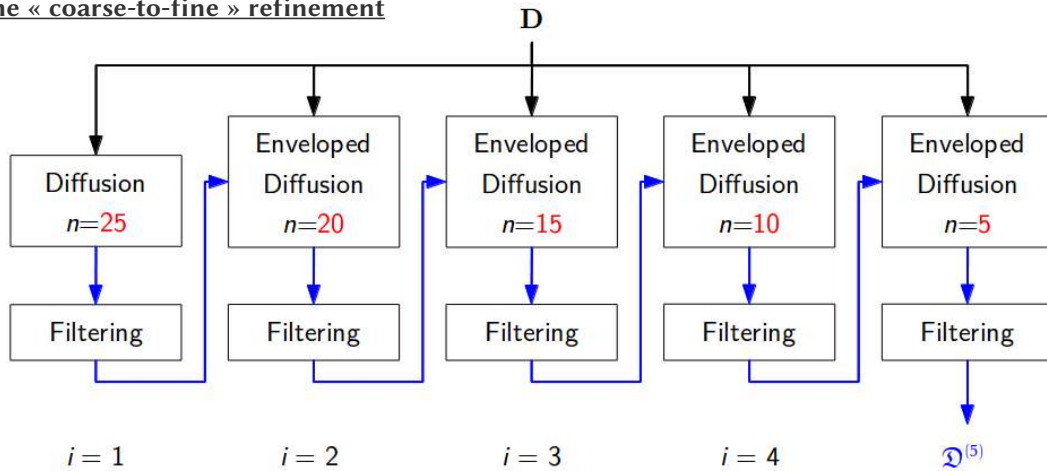 « coarse-to-fine » refinement
D
Diffusion
n=25
Enveloped
Diffusion
n=20
Enveloped
Diffusion
n=15
Enveloped
Diffusion
n=10
Enveloped
Diffusion
n=5
Filtering
Filtering
Filtering
Filtering
Filtering
i = 1
i = 2
i = 3
i = 4
𝔇⁽⁵⁾